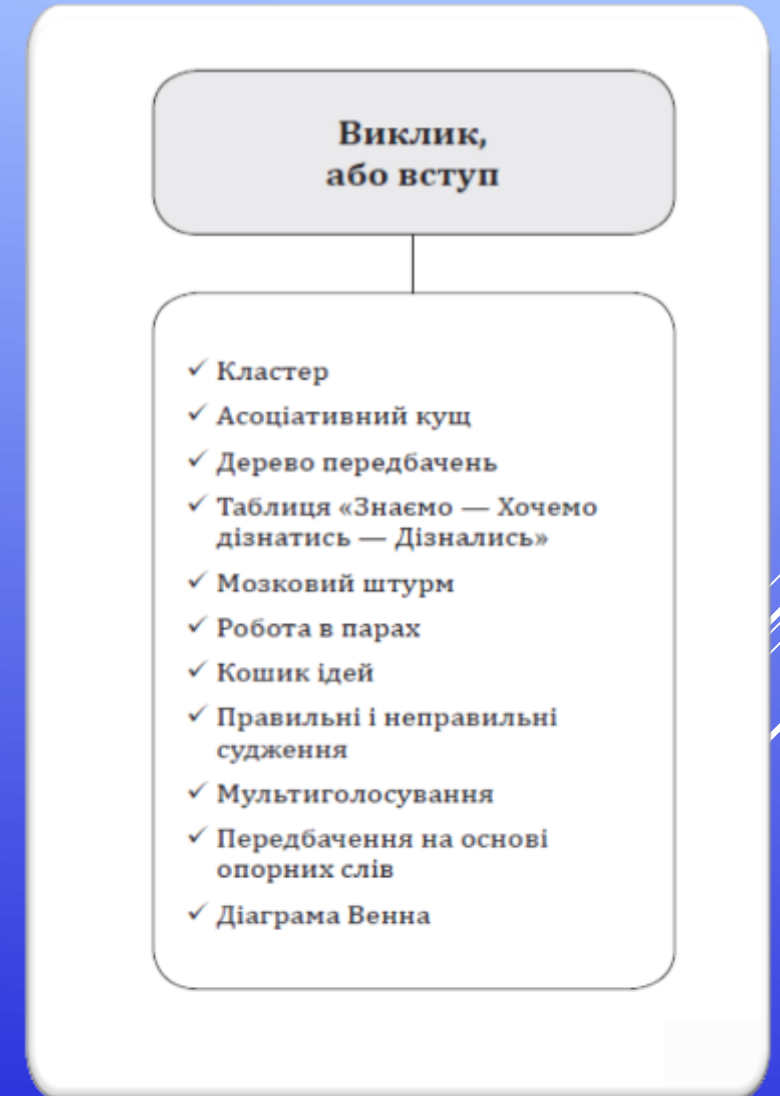 Виклик,
або вступ
✓ Кластер
✓ Асоціативний кущ
✓ Дерево передбачень
✓ Таблиця «Знаємо — Хочемо
дізнатись — Дізнались»
✓ Мозковий штурм
✓ Робота в парах
✓ Кошик ідей
✓ Правильні і неправильні
судження
✓ Мультиголосування
✓ Передбачення на основі
опорних слів
✓ Діаграма Венна